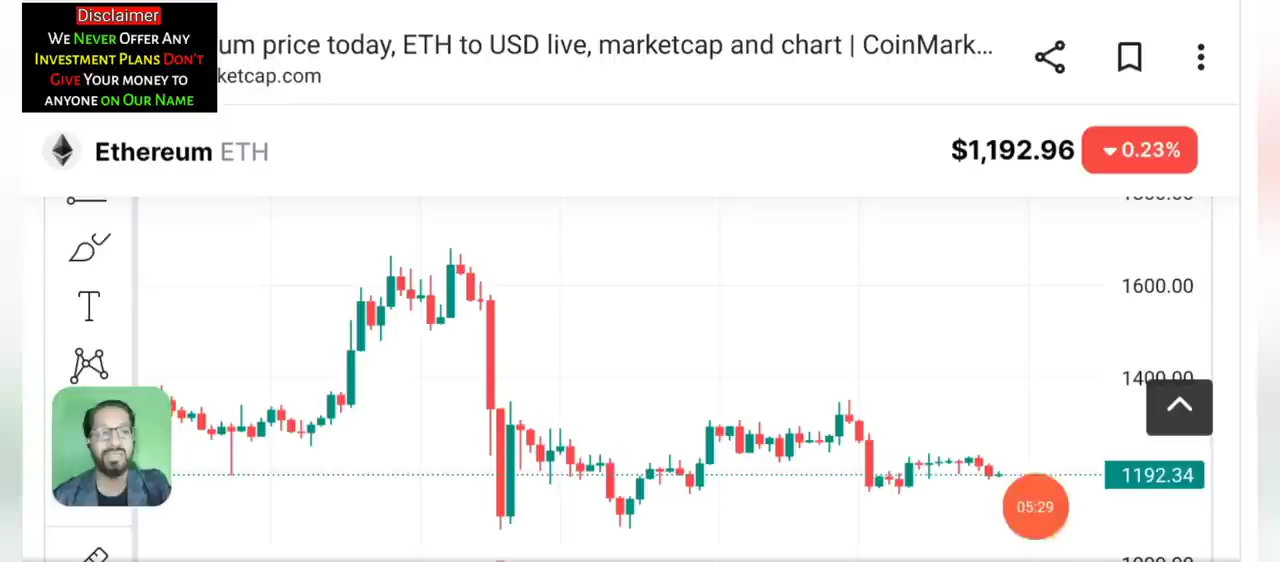 Disclaimer
We Never Offer Any
Investment Plans Don't
Give Your money to
anyone on Our Name
um price today, ETH to USD live, marketcap and chart | CoinMark...
ketcap.com
Ethereum ETH
$1,192.96
0.23%
T
1600.00
1400.00
1192.34
05:29